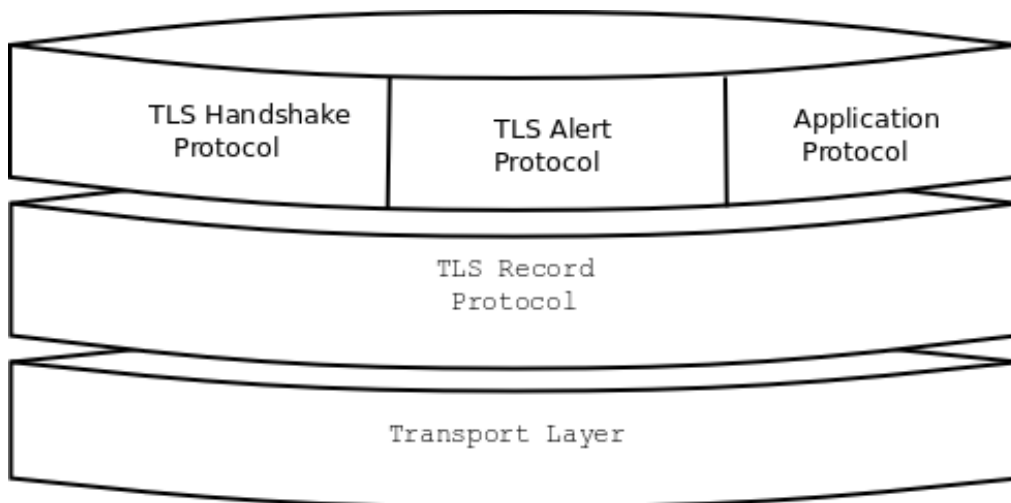 TLS Handshake
Protocol
TLS Alert
Protocol
Application
Protocol
TLS Record
Protocol
Transport Layer